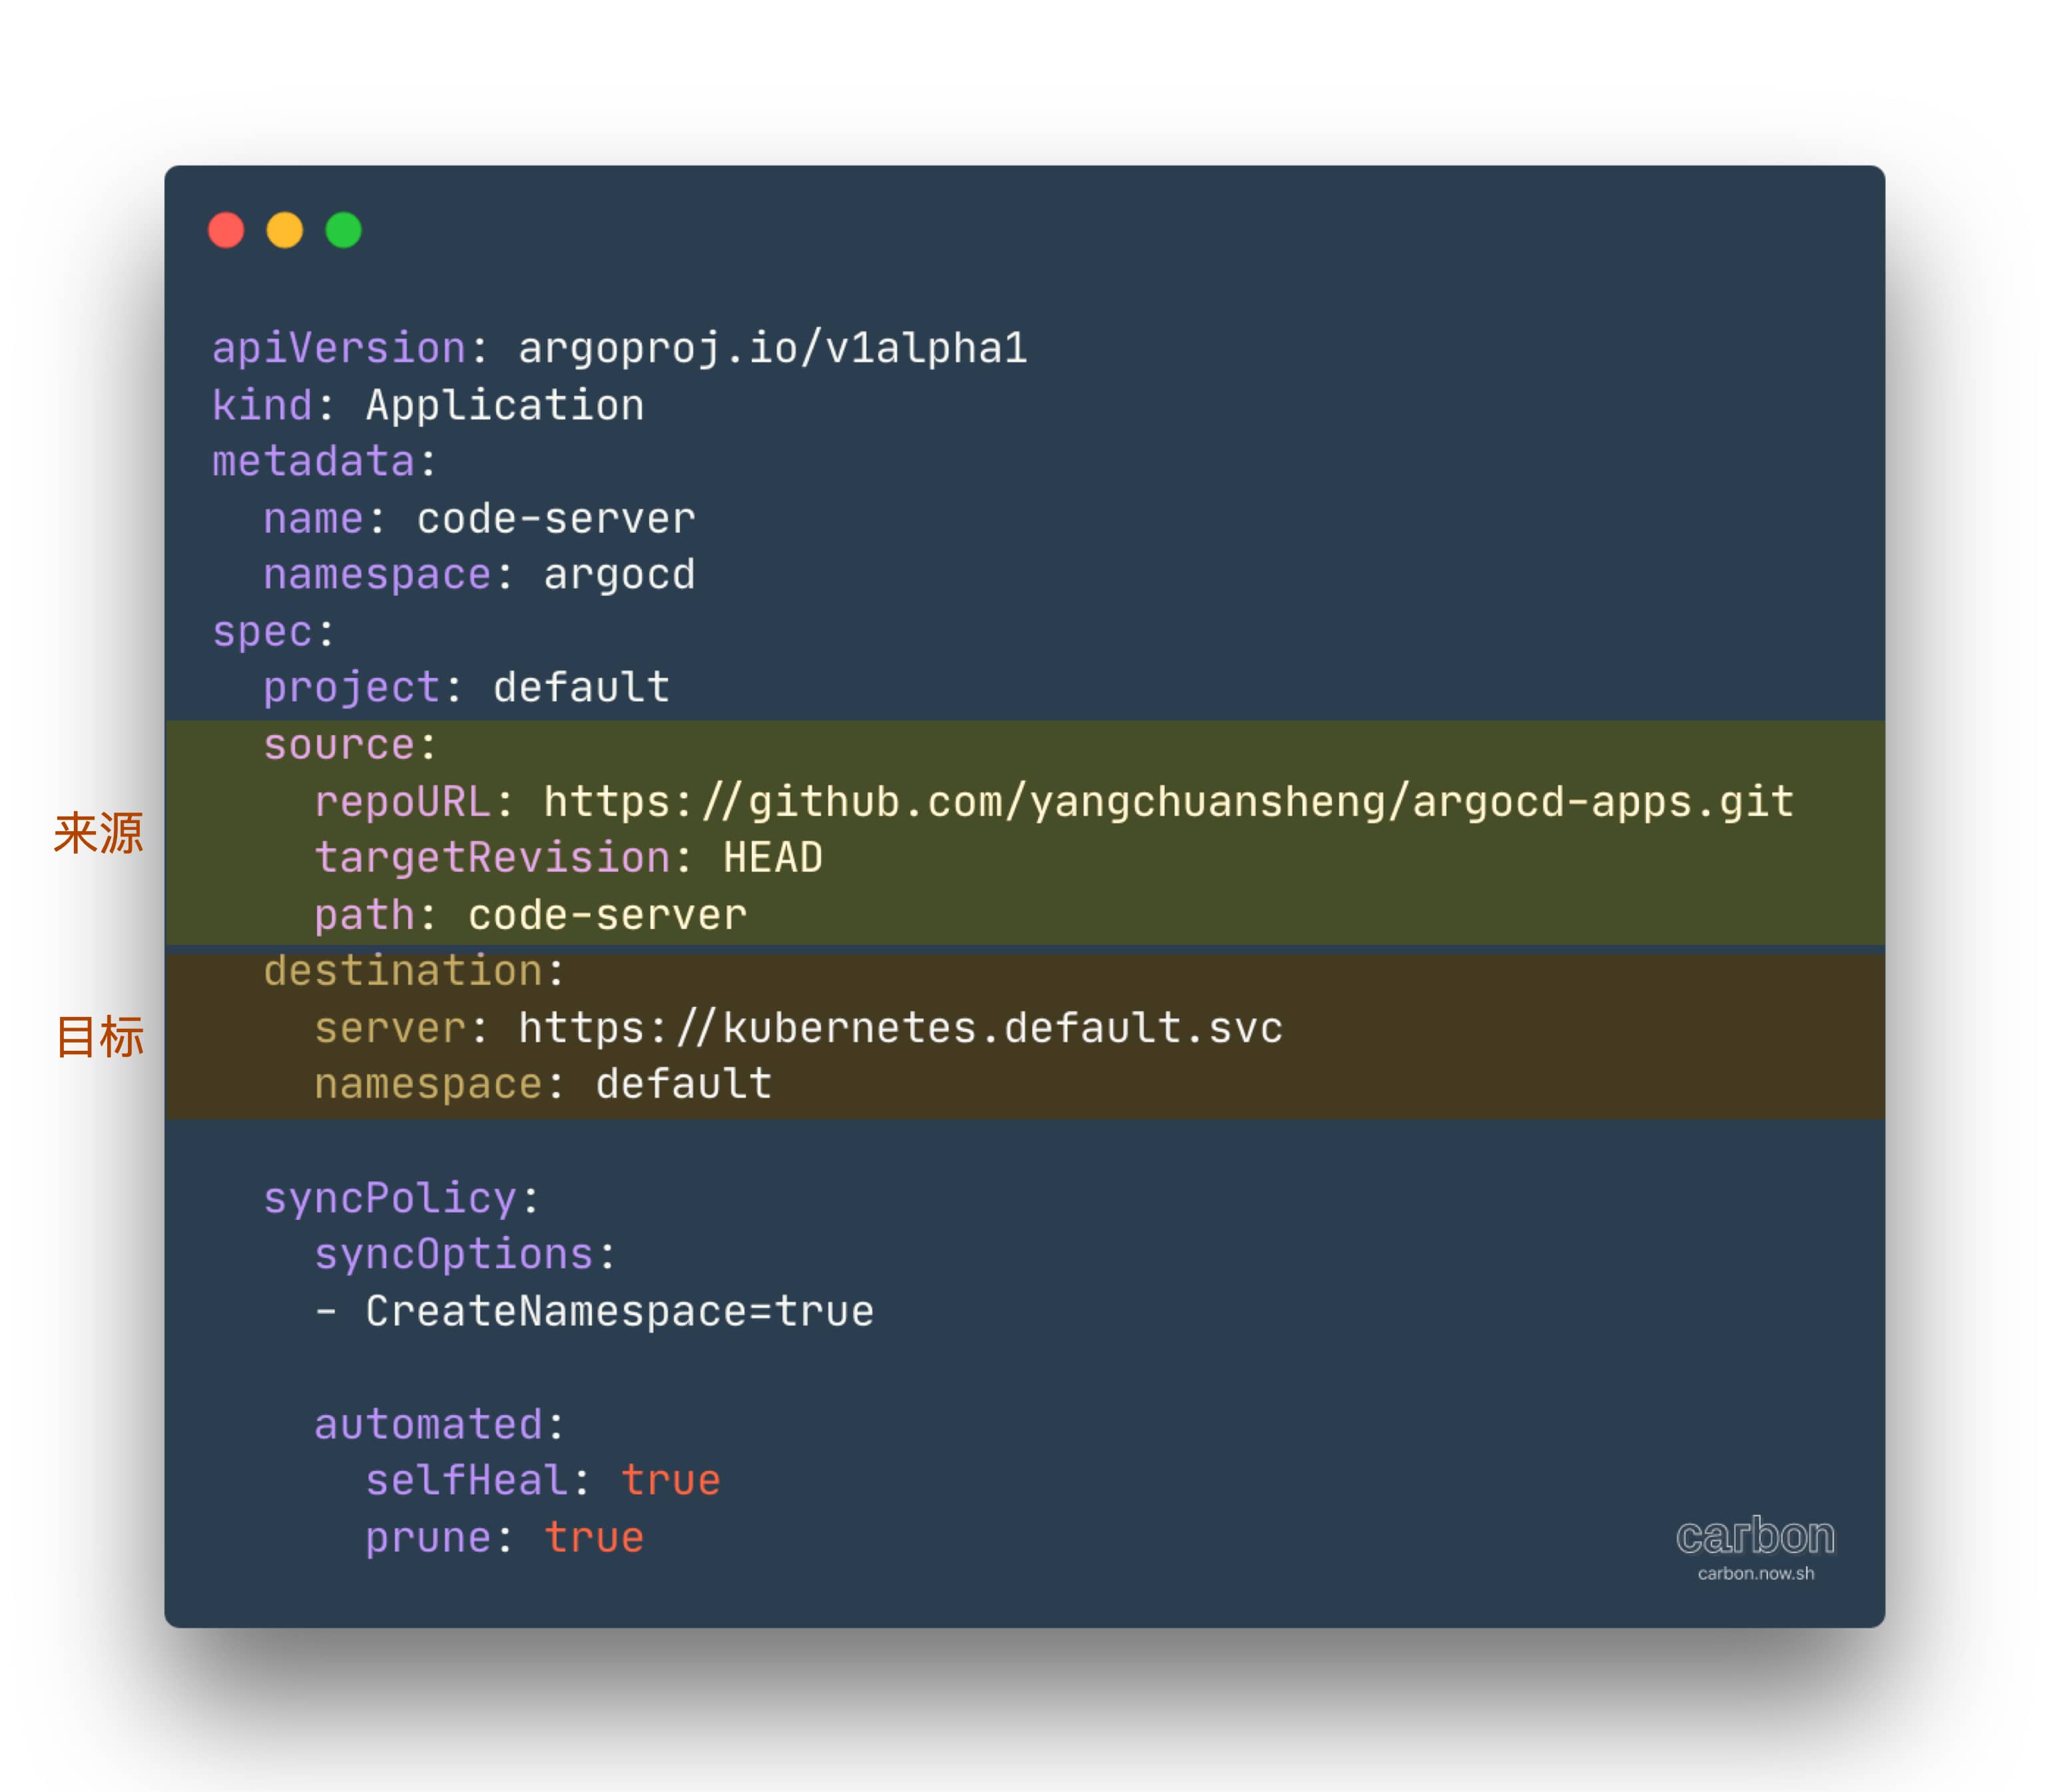 apiVersion: argoproj.io/v1alpha1
kind: Application
metadata:
  name: code-server
  namespace: argocd
spec:
  project: default
  source:
    repoURL: https://github.com/yangchuansheng/argocd-apps.git
    targetRevision: HEAD
    path: code-server
来源
  destination:
    server: https://kubernetes.default.svc
    namespace: default
目标
  syncPolicy:
    syncOptions:
    - CreateNamespace=true
    automated:
      selfHeal: true
      prune: true
carbon
carbon.now.sh